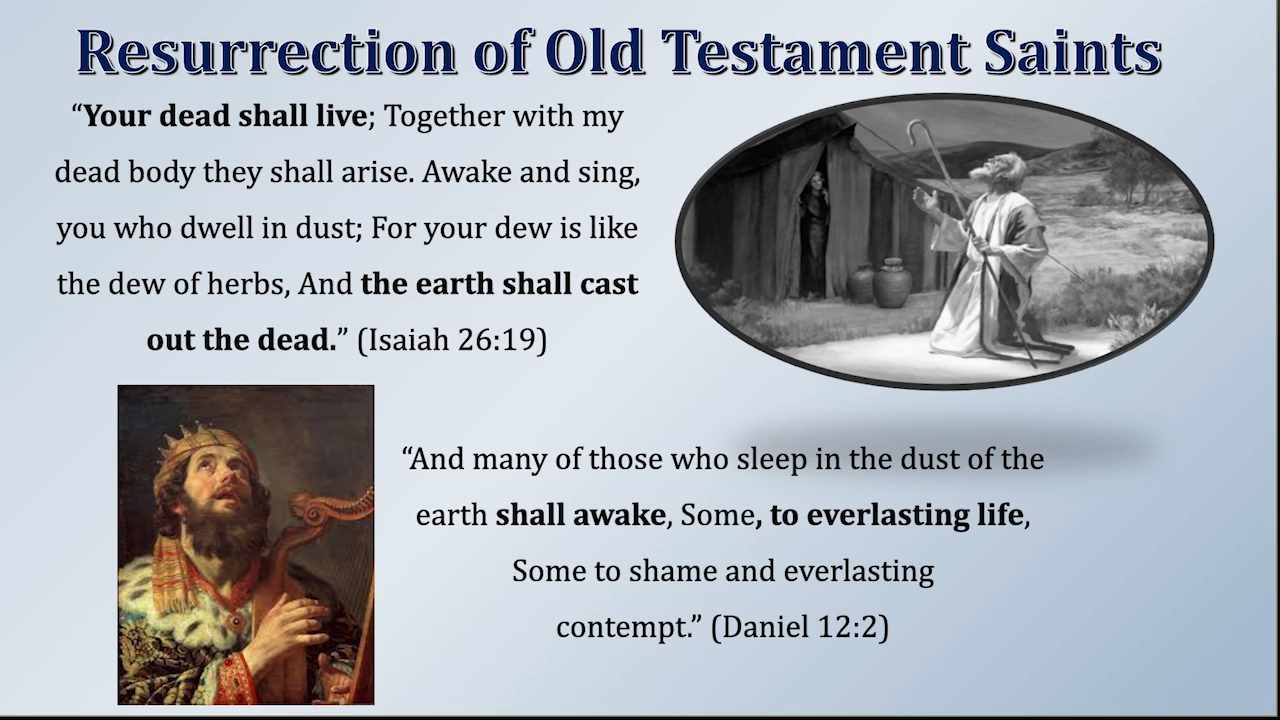 Resurrection of Old Testament Saints
“Your dead shall live; Together with my
dead body they shall arise. Awake and sing,
you who dwell in dust; For your dew is like
the dew of herbs, And the earth shall cast
out the dead.” (Isaiah 26:19)
“And many of those who sleep in the dust of the
earth shall awake, Some, to everlasting life,
Some to shame and everlasting
contempt.” (Daniel 12:2)